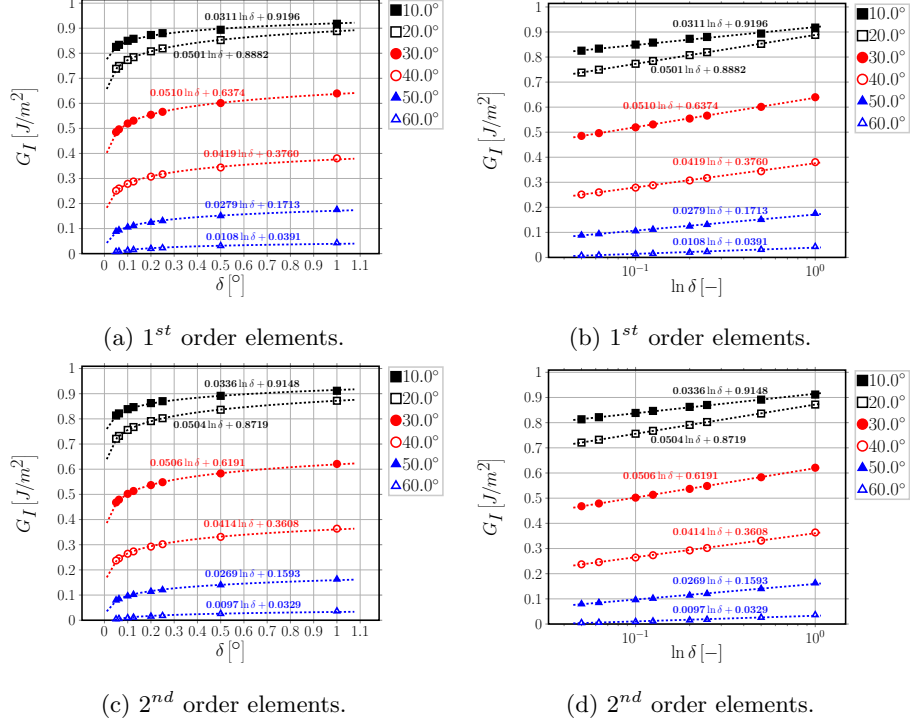 1
0.9
0.8
0.7
0.6
0.5
0.4
0.3
0.2
0.1
0
G_I [J/m²]
0.0311 ln δ + 0.9196
0.0501 ln δ + 0.8882
0.0510 ln δ + 0.6374
0.0419 ln δ + 0.3760
0.0279 ln δ + 0.1713
0.0108 ln δ + 0.0391
0 0.1 0.2 0.3 0.4 0.5 0.6 0.7 0.8 0.9 1 1.1
δ [°]
10.0°
20.0°
30.0°
40.0°
50.0°
60.0°
(a) 1st order elements.
1
0.9
0.8
0.7
0.6
0.5
0.4
0.3
0.2
0.1
0
G_I [J/m²]
0.0311 ln δ + 0.9196
0.0501 ln δ + 0.8882
0.0510 ln δ + 0.6374
0.0419 ln δ + 0.3760
0.0279 ln δ + 0.1713
0.0108 ln δ + 0.0391
10⁻¹ 10⁰
ln δ [−]
10.0°
20.0°
30.0°
40.0°
50.0°
60.0°
(b) 1st order elements.
1
0.9
0.8
0.7
0.6
0.5
0.4
0.3
0.2
0.1
0
G_I [J/m²]
0.0336 ln δ + 0.9148
0.0504 ln δ + 0.8719
0.0506 ln δ + 0.6191
0.0414 ln δ + 0.3608
0.0269 ln δ + 0.1593
0.0097 ln δ + 0.0329
0 0.1 0.2 0.3 0.4 0.5 0.6 0.7 0.8 0.9 1 1.1
δ [°]
10.0°
20.0°
30.0°
40.0°
50.0°
60.0°
(c) 2nd order elements.
1
0.9
0.8
0.7
0.6
0.5
0.4
0.3
0.2
0.1
0
G_I [J/m²]
0.0336 ln δ + 0.9148
0.0504 ln δ + 0.8719
0.0506 ln δ + 0.6191
0.0414 ln δ + 0.3608
0.0269 ln δ + 0.1593
0.0097 ln δ + 0.0329
10⁻¹ 10⁰
ln δ [−]
10.0°
20.0°
30.0°
40.0°
50.0°
60.0°
(d) 2nd order elements.